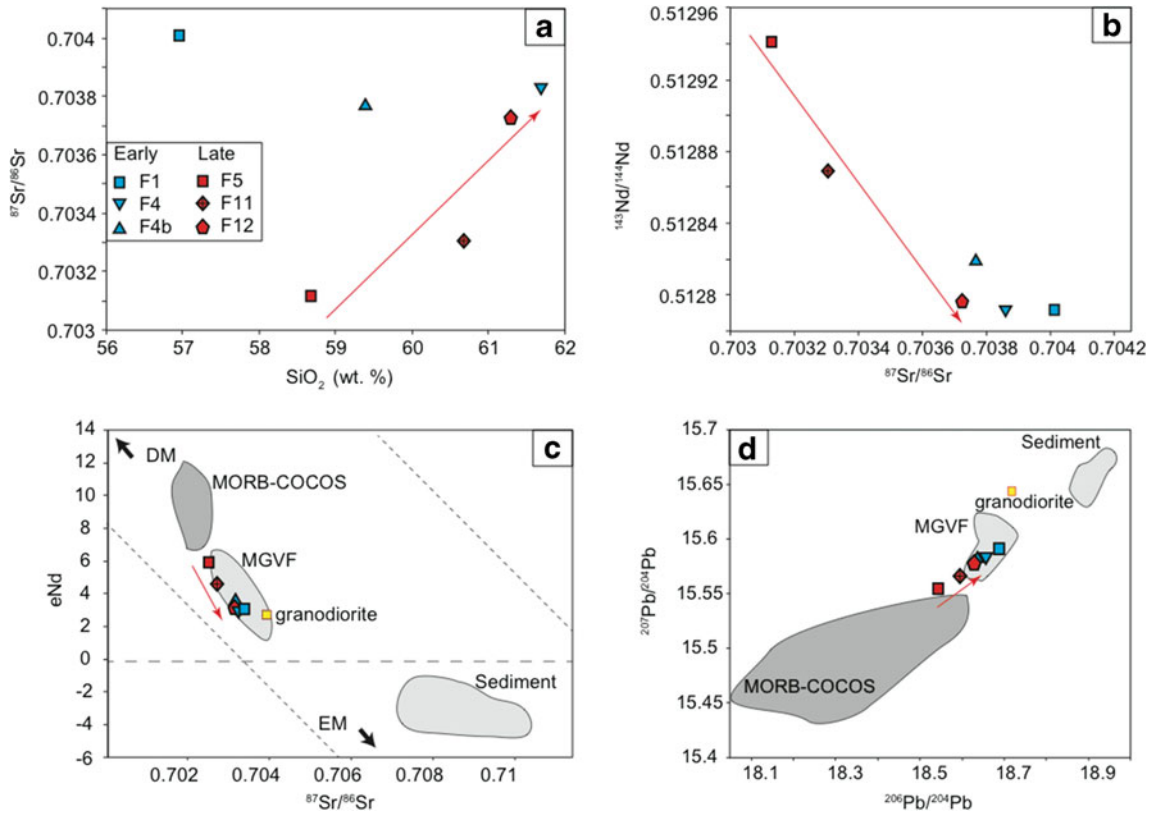 a
0.704
0.7038
0.7036
0.7034
0.7032
0.703
87Sr/86Sr
Early Late
F1 F5
F4 F11
F4b F12
56 57 58 59 60 61 62
SiO2 (wt. %)
b
0.51296
0.51292
0.51288
0.51284
0.5128
143Nd/144Nd
0.703 0.7032 0.7034 0.7036 0.7038 0.704 0.7042
87Sr/86Sr
c
14
12
10
8
6
4
2
0
-2
-4
-6
eNd
DM
MORB-COCOS
MGVF
granodiorite
Sediment
EM
0.702 0.704 0.706 0.708 0.71
87Sr/86Sr
d
15.7
15.65
15.6
15.55
15.5
15.45
15.4
207Pb/204Pb
Sediment
granodiorite
MGVF
MORB-COCOS
18.1 18.3 18.5 18.7 18.9
206Pb/204Pb